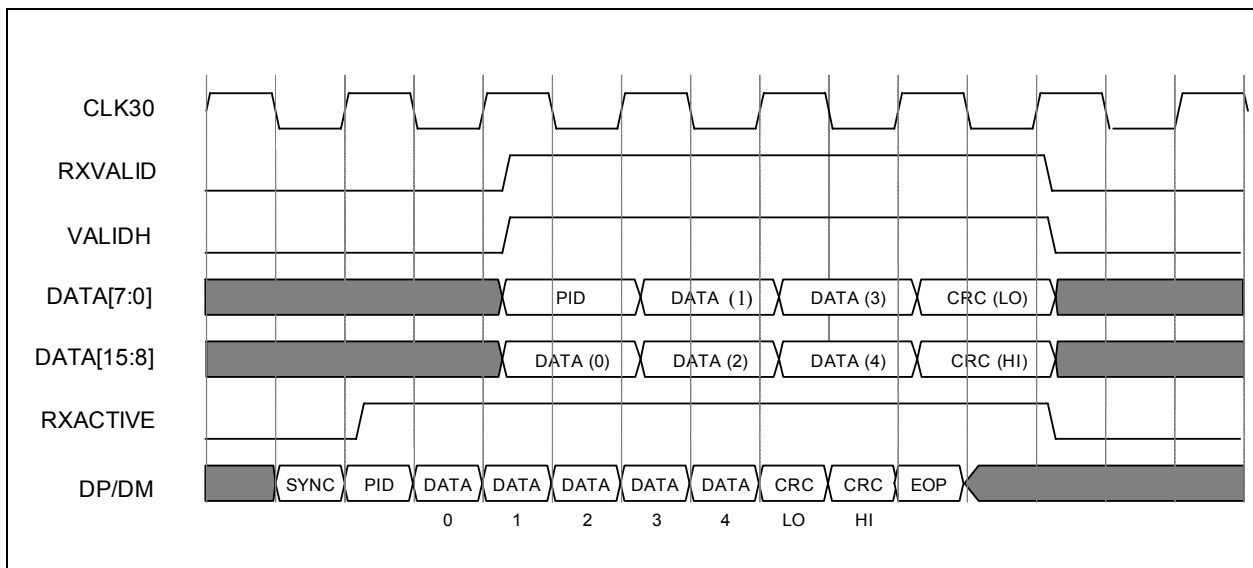 CLK30
RXVALID
VALIDH
DATA[7:0] PID DATA (1) DATA (3) CRC (LO)
DATA[15:8] DATA (0) DATA (2) DATA (4) CRC (HI)
RXACTIVE
DP/DM SYNC PID DATA DATA DATA DATA DATA CRC CRC EOP
0 1 2 3 4 LO HI